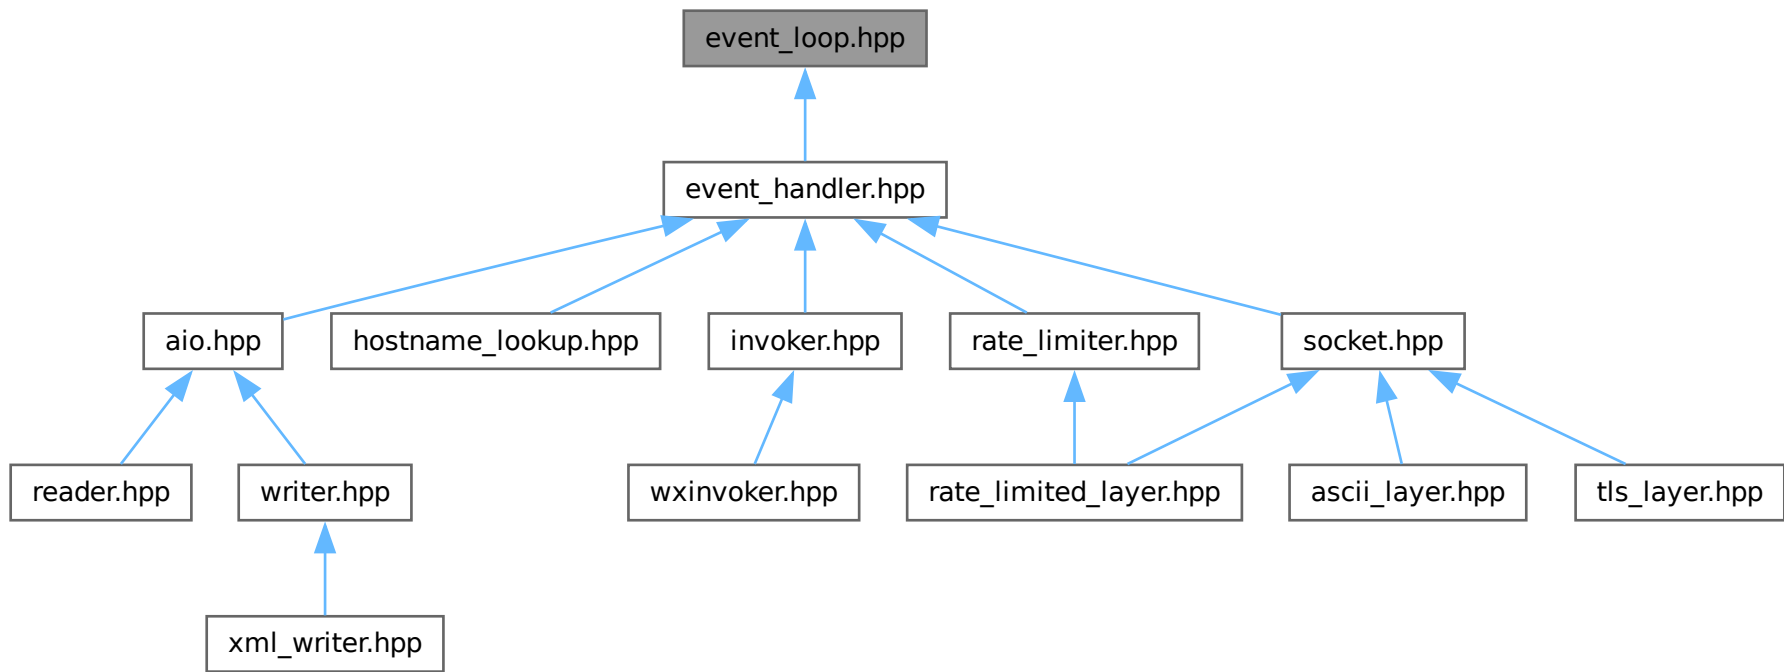 event_loop.hpp
event_handler.hpp
aio.hpp
hostname_lookup.hpp
invoker.hpp
rate_limiter.hpp
socket.hpp
reader.hpp
writer.hpp
wxinvoker.hpp
rate_limited_layer.hpp
ascii_layer.hpp
tls_layer.hpp
xml_writer.hpp